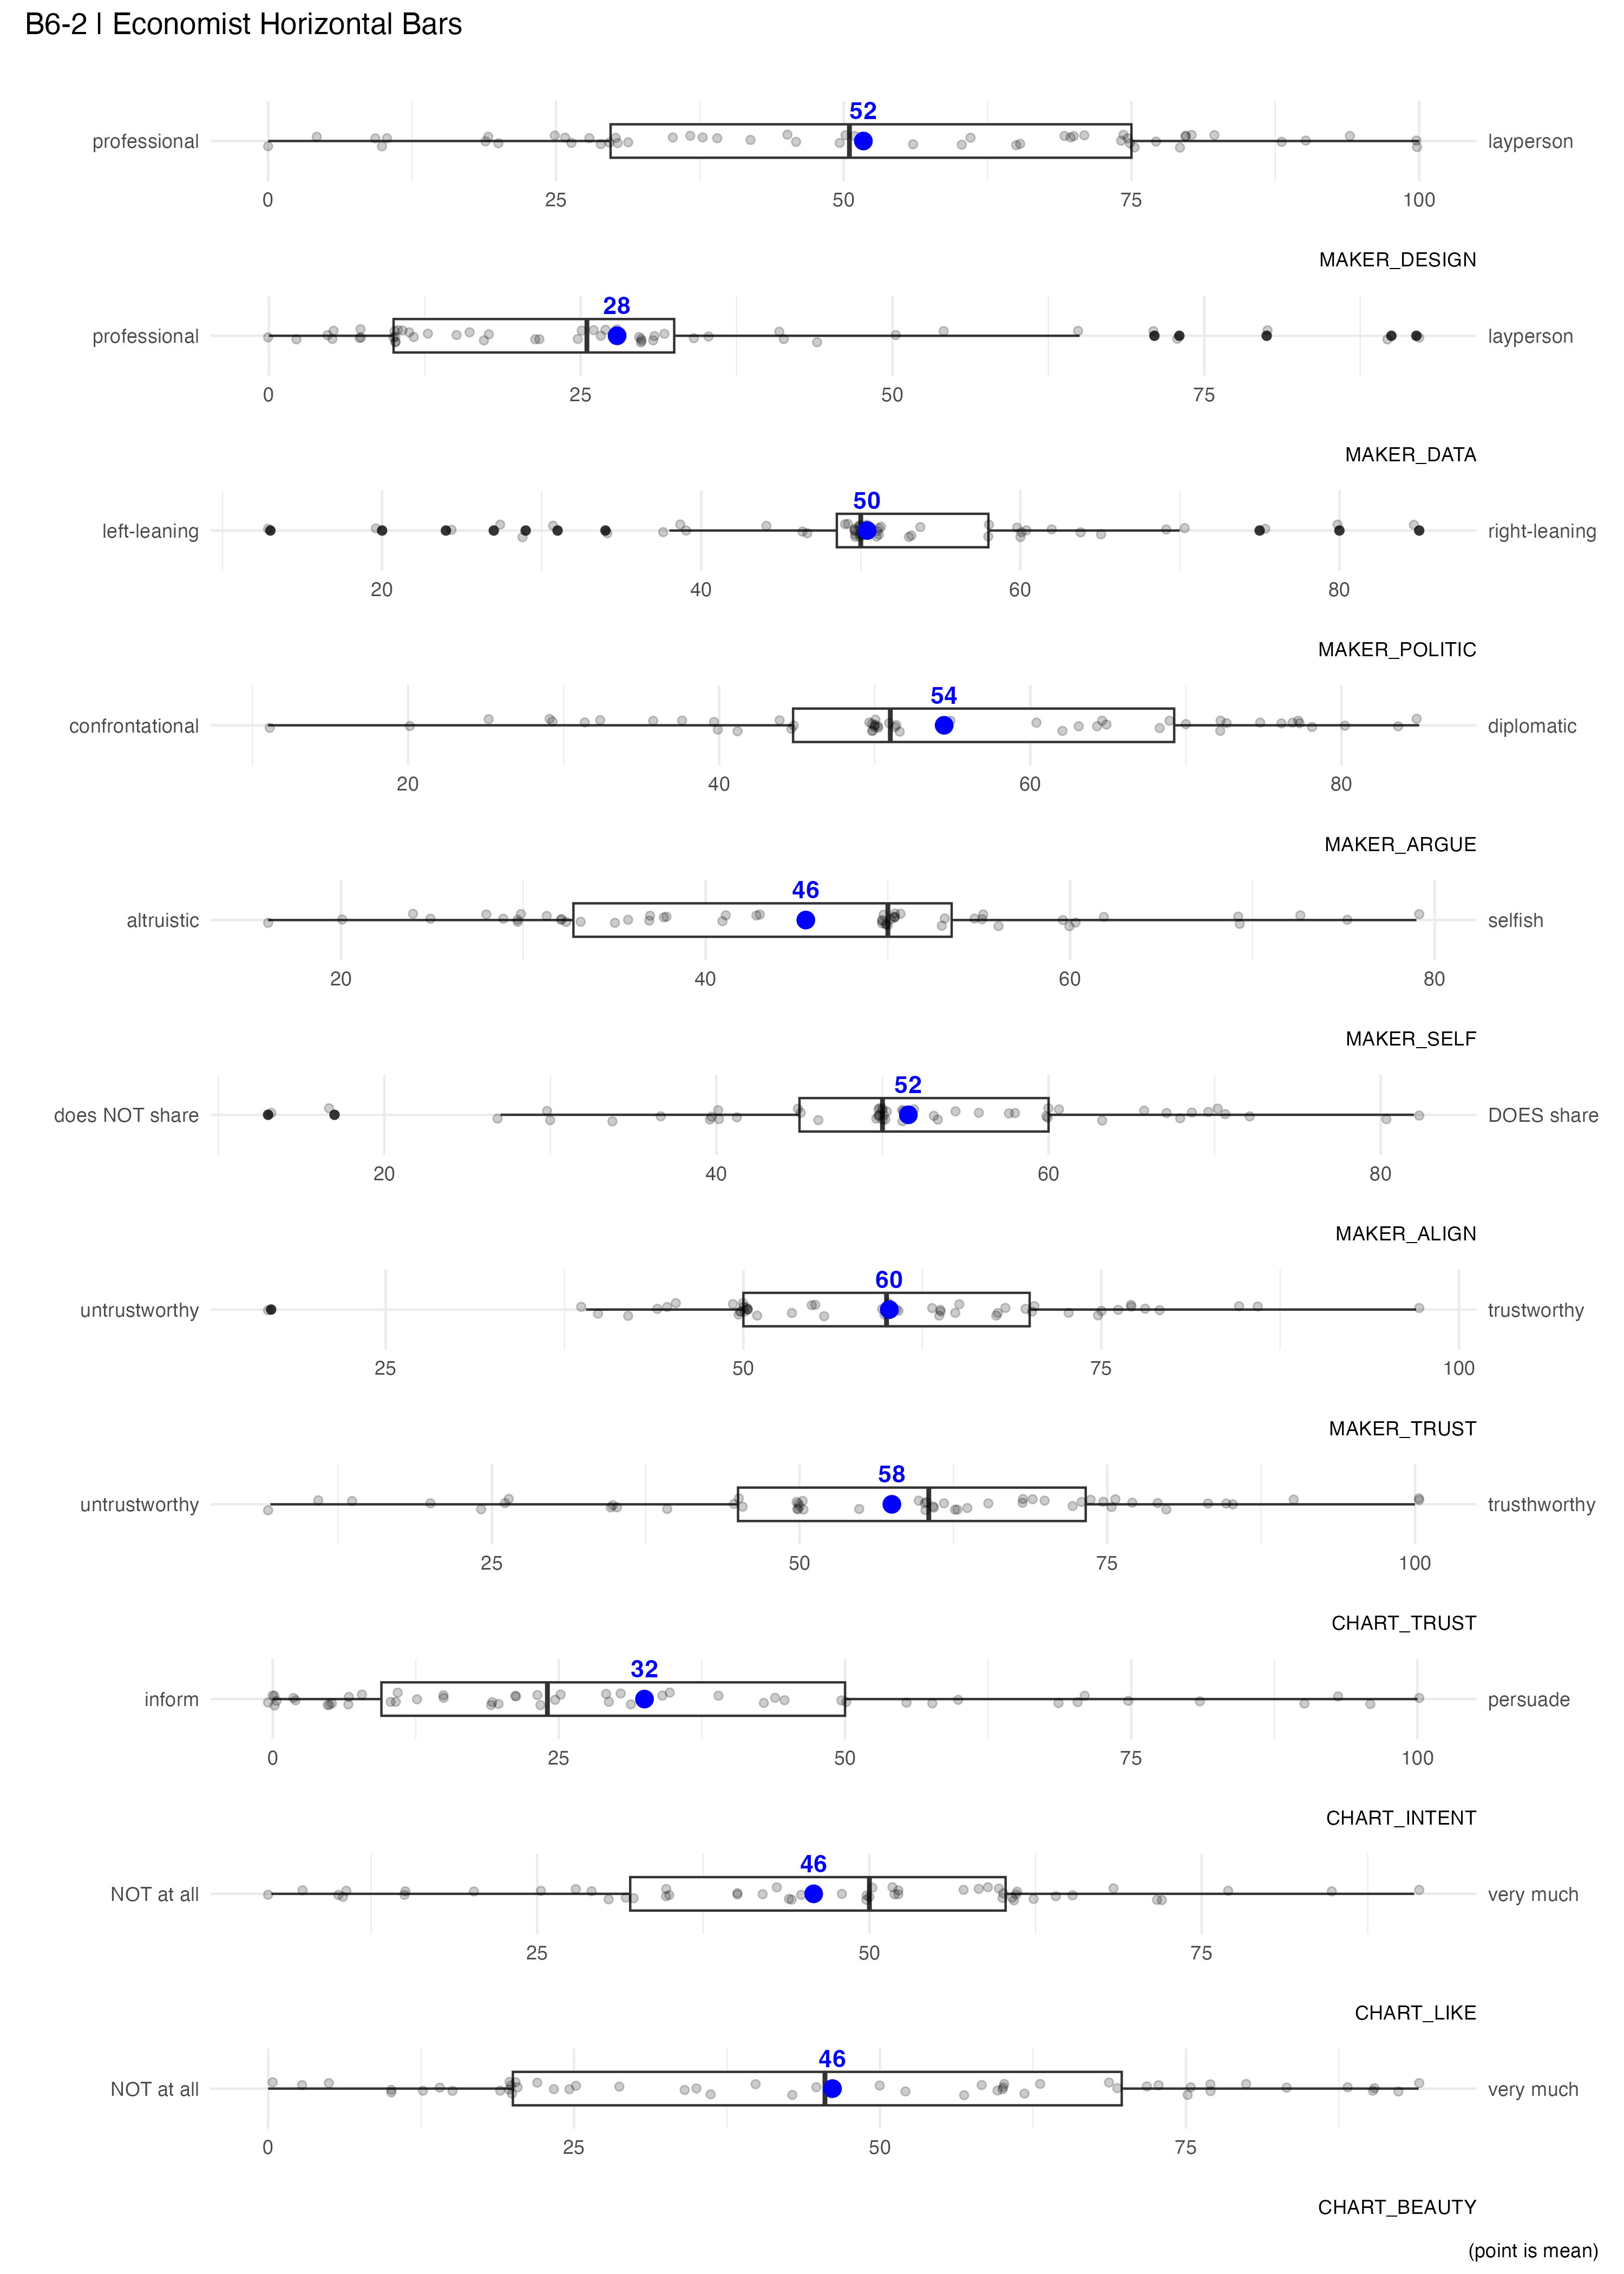 B6-2 | Economist Horizontal Bars
52
professional layperson
0 25 50 75 100
MAKER_DESIGN
28
professional layperson
0 25 50 75
MAKER_DATA
50
left-leaning right-leaning
20 40 60 80
MAKER_POLITIC
54
confrontational diplomatic
20 40 60 80
MAKER_ARGUE
46
altruistic selfish
20 40 60 80
MAKER_SELF
52
does NOT share DOES share
20 40 60 80
MAKER_ALIGN
60
untrustworthy trustworthy
25 50 75 100
MAKER_TRUST
58
untrustworthy trusthworthy
25 50 75 100
CHART_TRUST
32
inform persuade
0 25 50 75 100
CHART_INTENT
46
NOT at all very much
25 50 75
CHART_LIKE
46
NOT at all very much
0 25 50 75
CHART_BEAUTY
(point is mean)